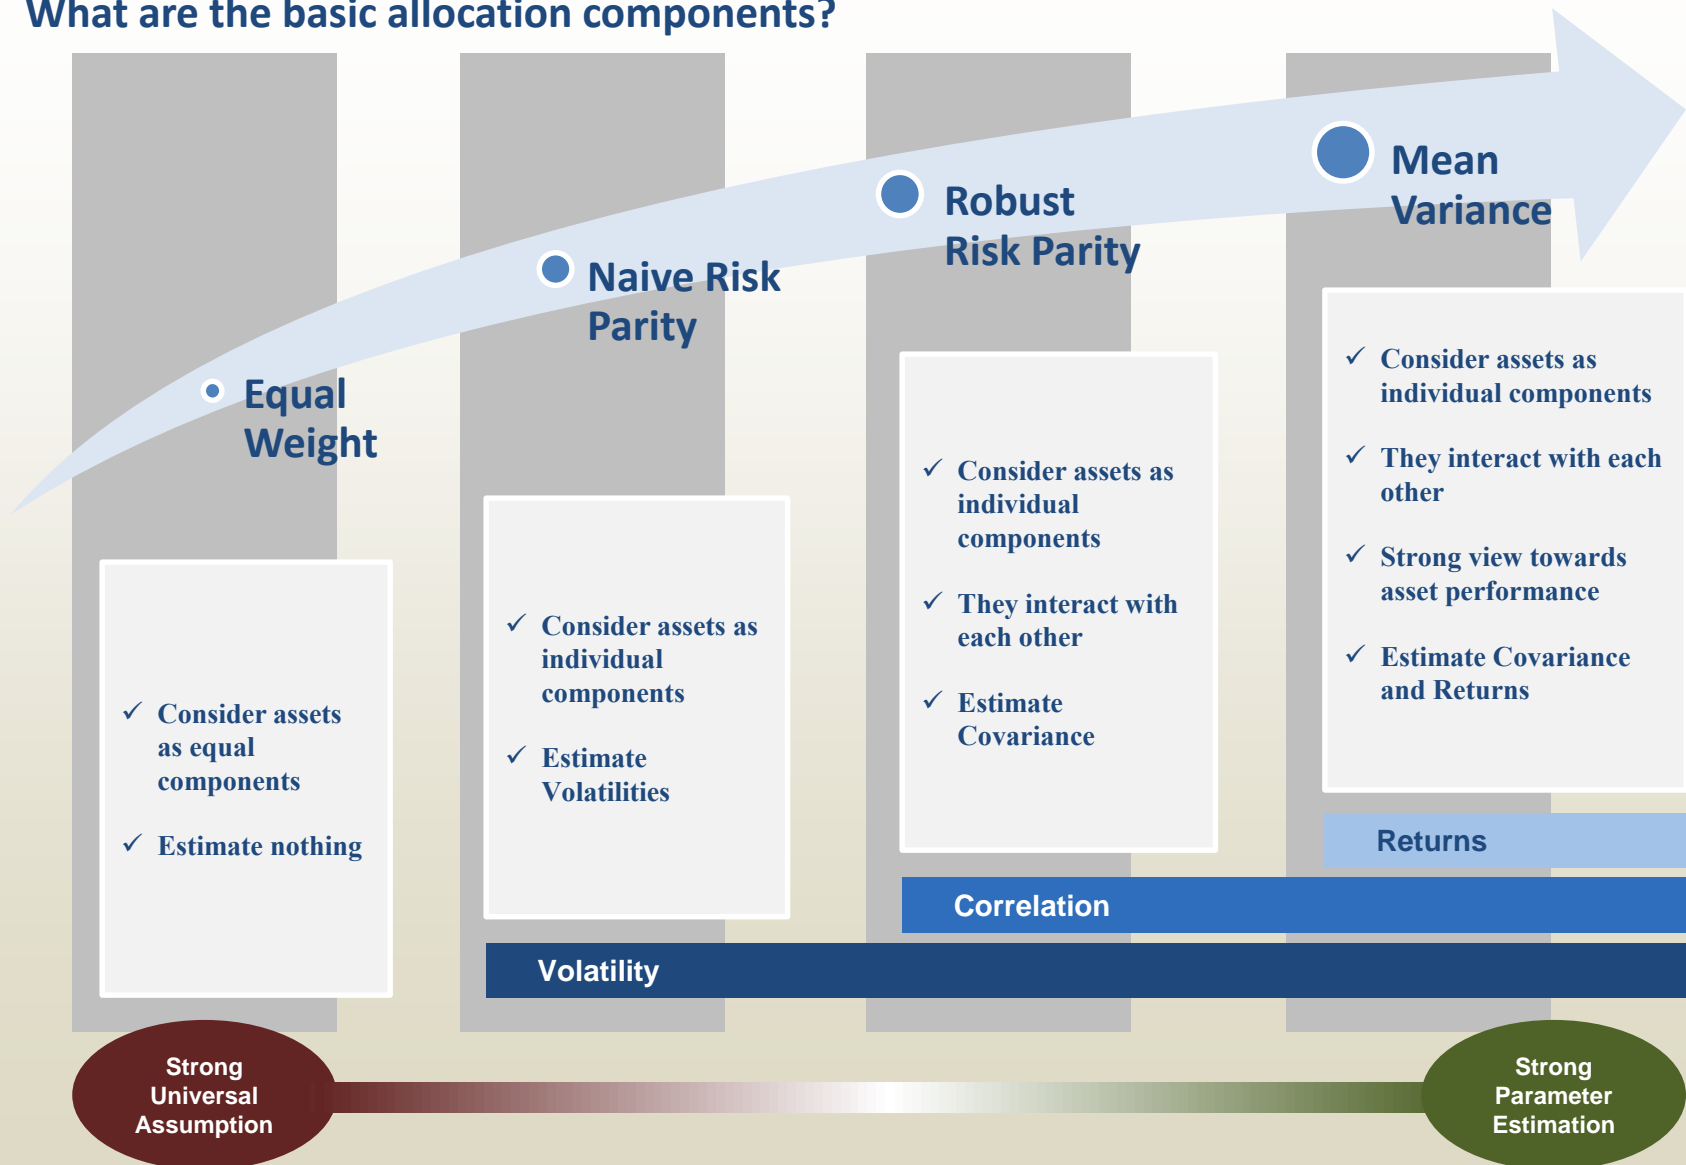 What are the basic allocation components?
Mean
Variance
Robust
Risk Parity
Naive Risk
Parity
Equal
Weight
✓ Consider assets
as equal
components
✓ Estimate nothing
✓ Consider assets as
individual
components
✓ Estimate
Volatilities
✓ Consider assets as
individual
components
✓ They interact with
each other
✓ Estimate
Covariance
✓ Consider assets as
individual components
✓ They interact with each
other
✓ Strong view towards
asset performance
✓ Estimate Covariance
and Returns
Returns
Correlation
Volatility
Strong
Universal
Assumption
Strong
Parameter
Estimation